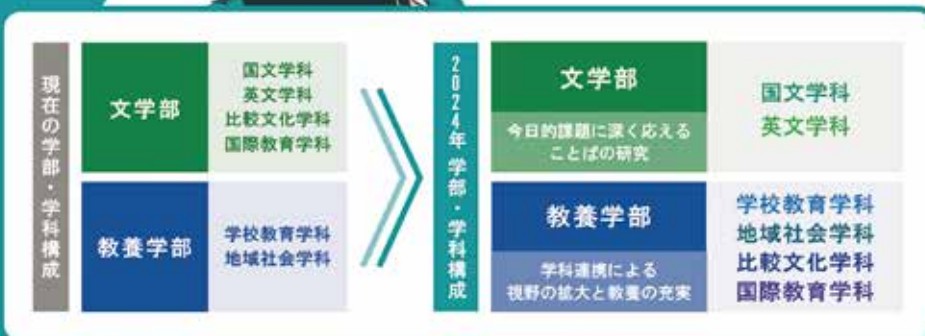 現在の学部・学科構成
文学部
国文学科
英文学科
比較文化学科
国際教育学科
教養学部
学校教育学科
地域社会学科
2024年 学部・学科構成
文学部
今日的課題に深く応える
ことばの研究
国文学科
英文学科
教養学部
学科連携による
視野の拡大と教養の充実
学校教育学科
地域社会学科
比較文化学科
国際教育学科